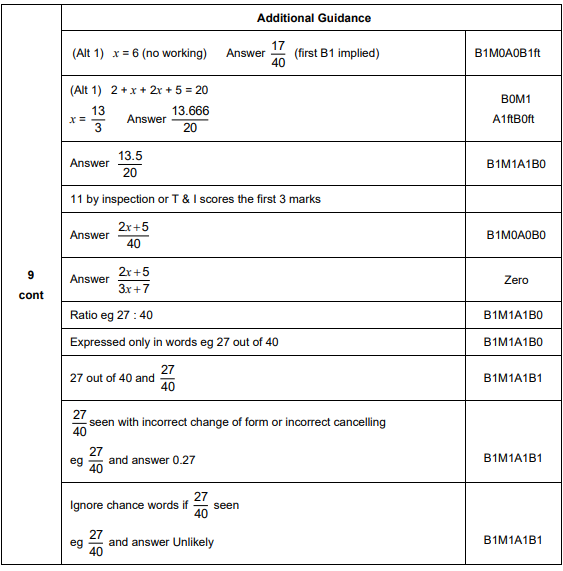 Additional Guidance
(Alt 1) x = 6 (no working) Answer 17/40 (first B1 implied)
B1M0A0B1ft
(Alt 1) 2 + x + 2x + 5 = 20
x = 13/3 Answer 13.666/20
B0M1
A1ftB0ft
Answer 13.5/20
B1M1A1B0
11 by inspection or T & I scores the first 3 marks
Answer 2x+5/40
B1M0A0B0
9
cont
Answer 2x+5/3x+7
Zero
Ratio eg 27 : 40
B1M1A1B0
Expressed only in words eg 27 out of 40
B1M1A1B0
27 out of 40 and 27/40
B1M1A1B1
27/40 seen with incorrect change of form or incorrect cancelling
eg 27/40 and answer 0.27
B1M1A1B1
Ignore chance words if 27/40 seen
eg 27/40 and answer Unlikely
B1M1A1B1